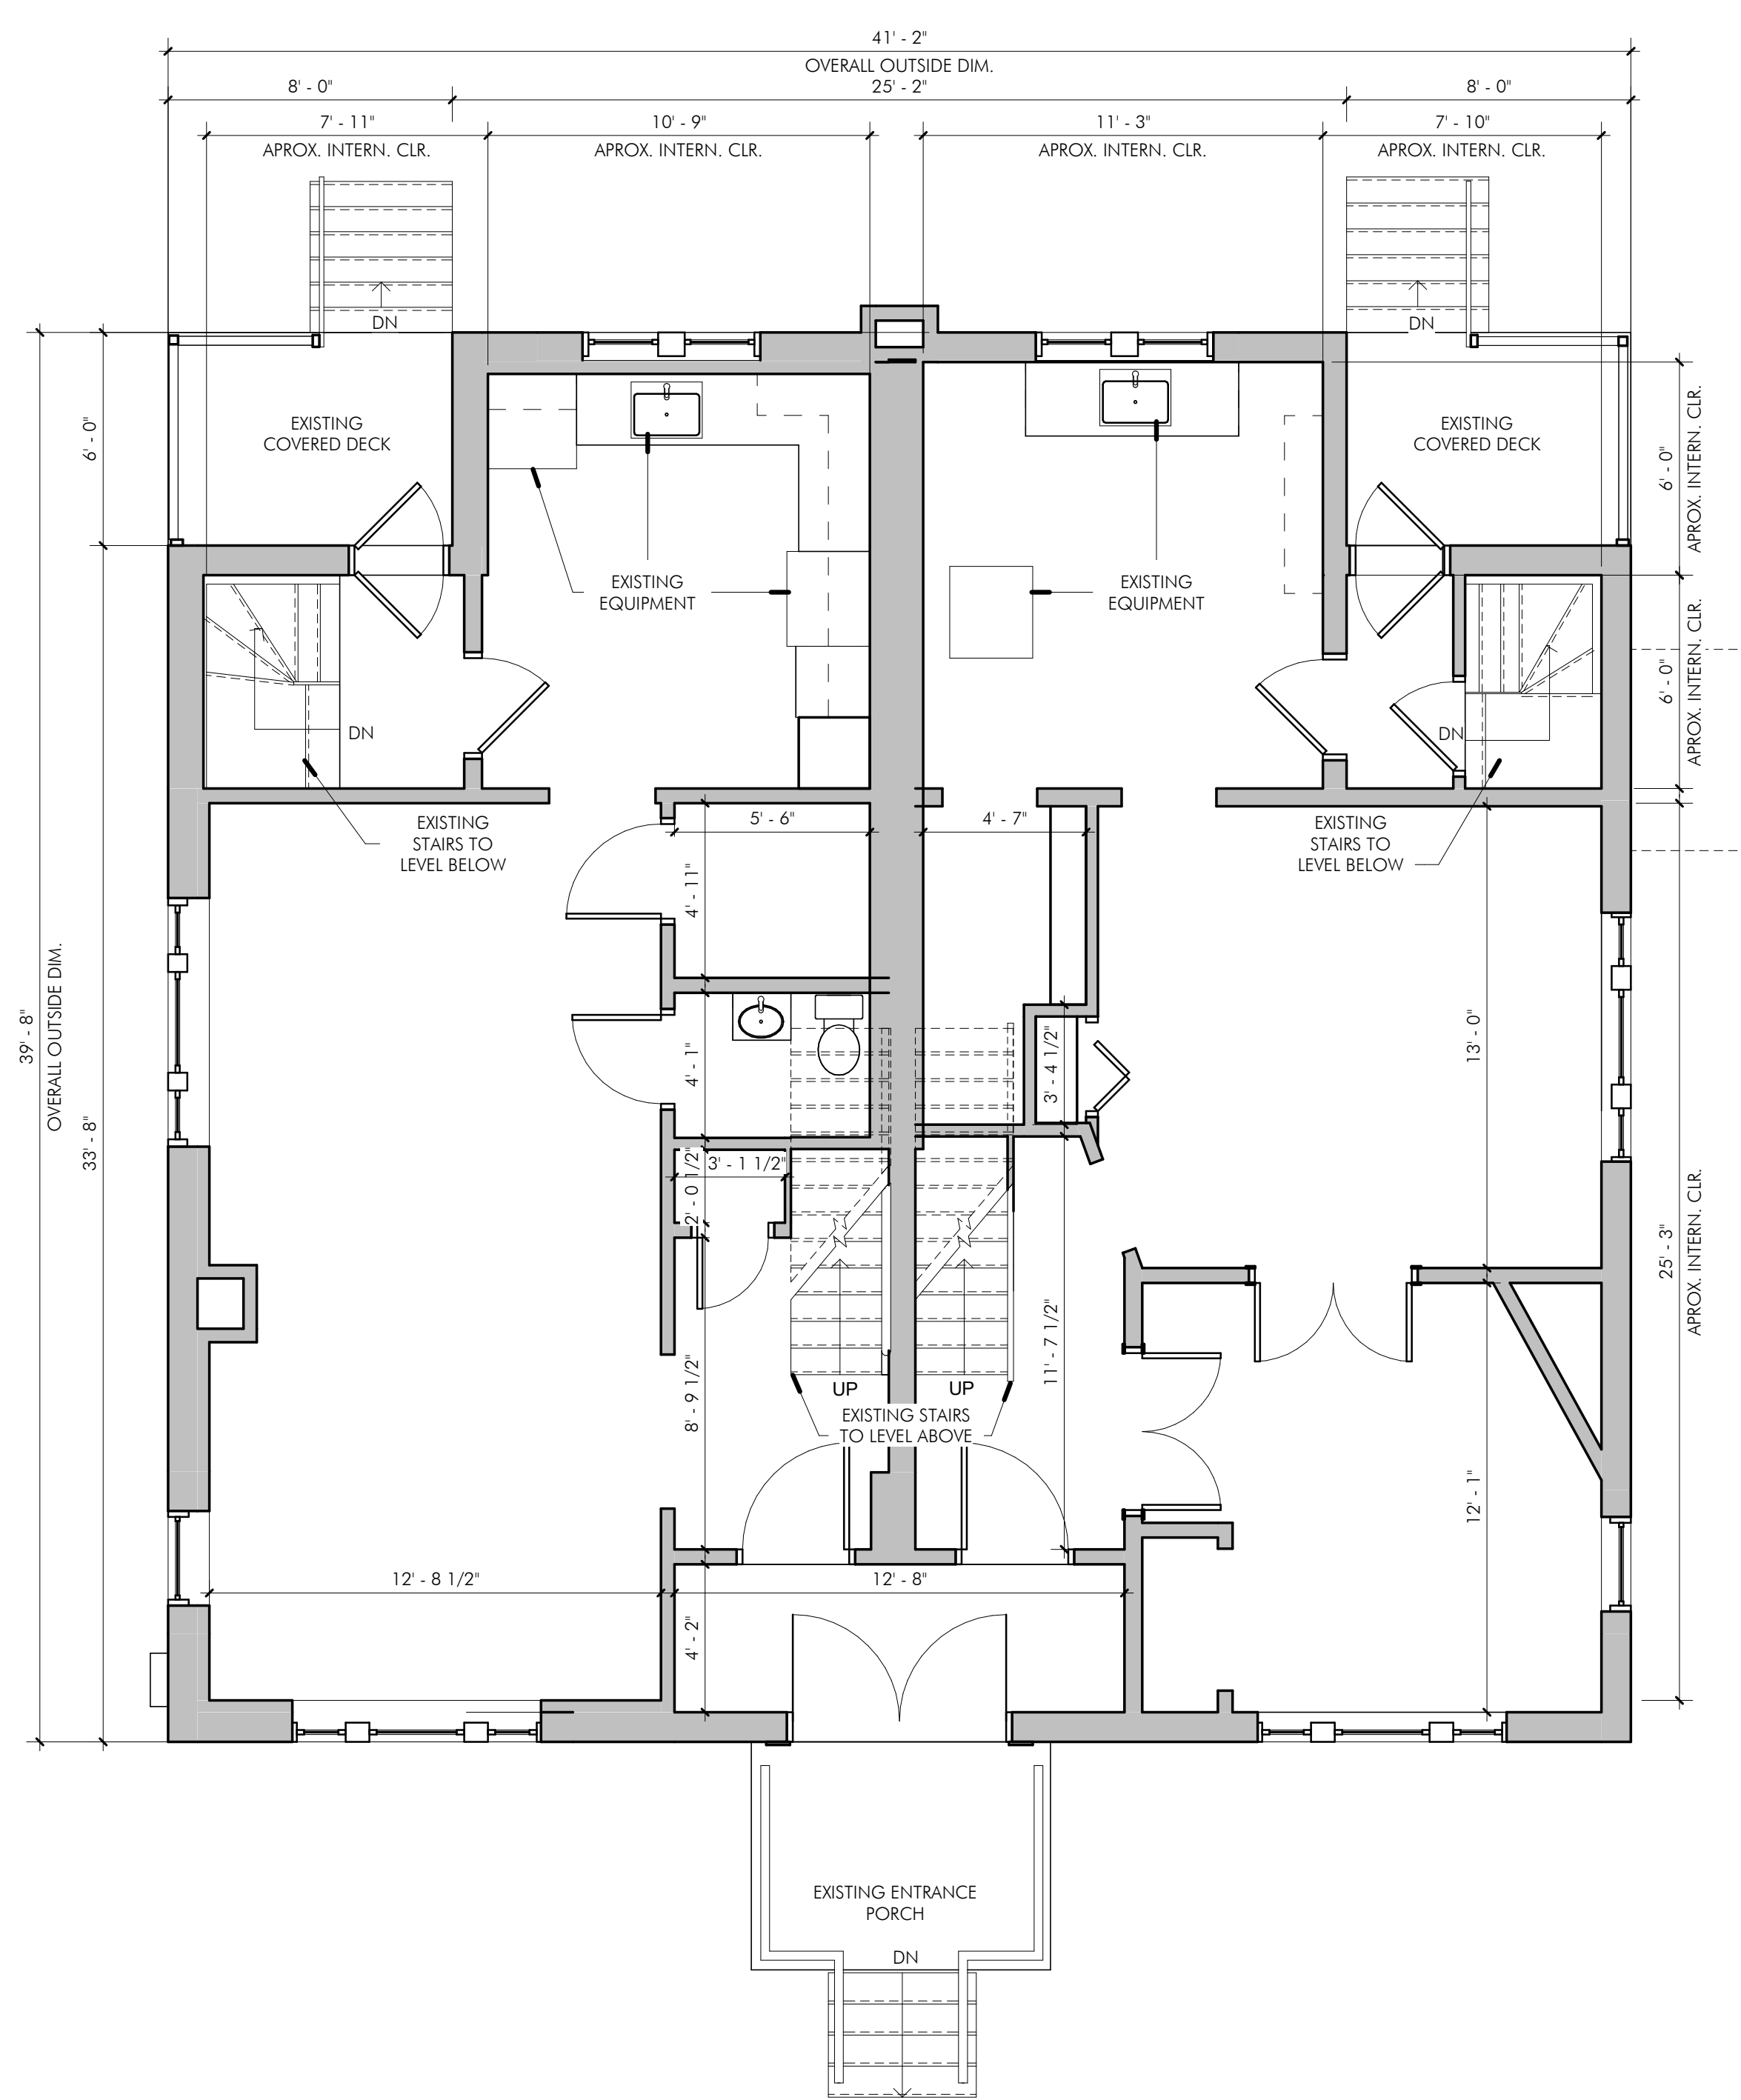 41' - 2"
OVERALL OUTSIDE DIM.
8' - 0"
25' - 2"
8' - 0"
7' - 11"
10' - 9"
11' - 3"
7' - 10"
APROX. INTERN. CLR.
APROX. INTERN. CLR.
APROX. INTERN. CLR.
APROX. INTERN. CLR.
DN
DN
EXISTING
COVERED DECK
EXISTING
COVERED DECK
6' - 0"
6' - 0"
APROX. INTERN. CLR.
EXISTING
EQUIPMENT
EXISTING
EQUIPMENT
6' - 0"
APROX. INTERN. CLR.
DN
DN
EXISTING
STAIRS TO
LEVEL BELOW
5' - 6"
4' - 7"
EXISTING
STAIRS TO
LEVEL BELOW
4' - 11"
39' - 8"
OVERALL OUTSIDE DIM.
33' - 8"
4' - 1"
3' - 4 1/2"
13' - 0"
3' - 1 1/2"
2' - 0 1/2"
25' - 3"
APROX. INTERN. CLR.
8' - 9 1/2"
11' - 7 1/2"
UP
UP
EXISTING STAIRS
TO LEVEL ABOVE
12' - 1"
12' - 8 1/2"
12' - 8"
4' - 2"
EXISTING ENTRANCE
PORCH
DN